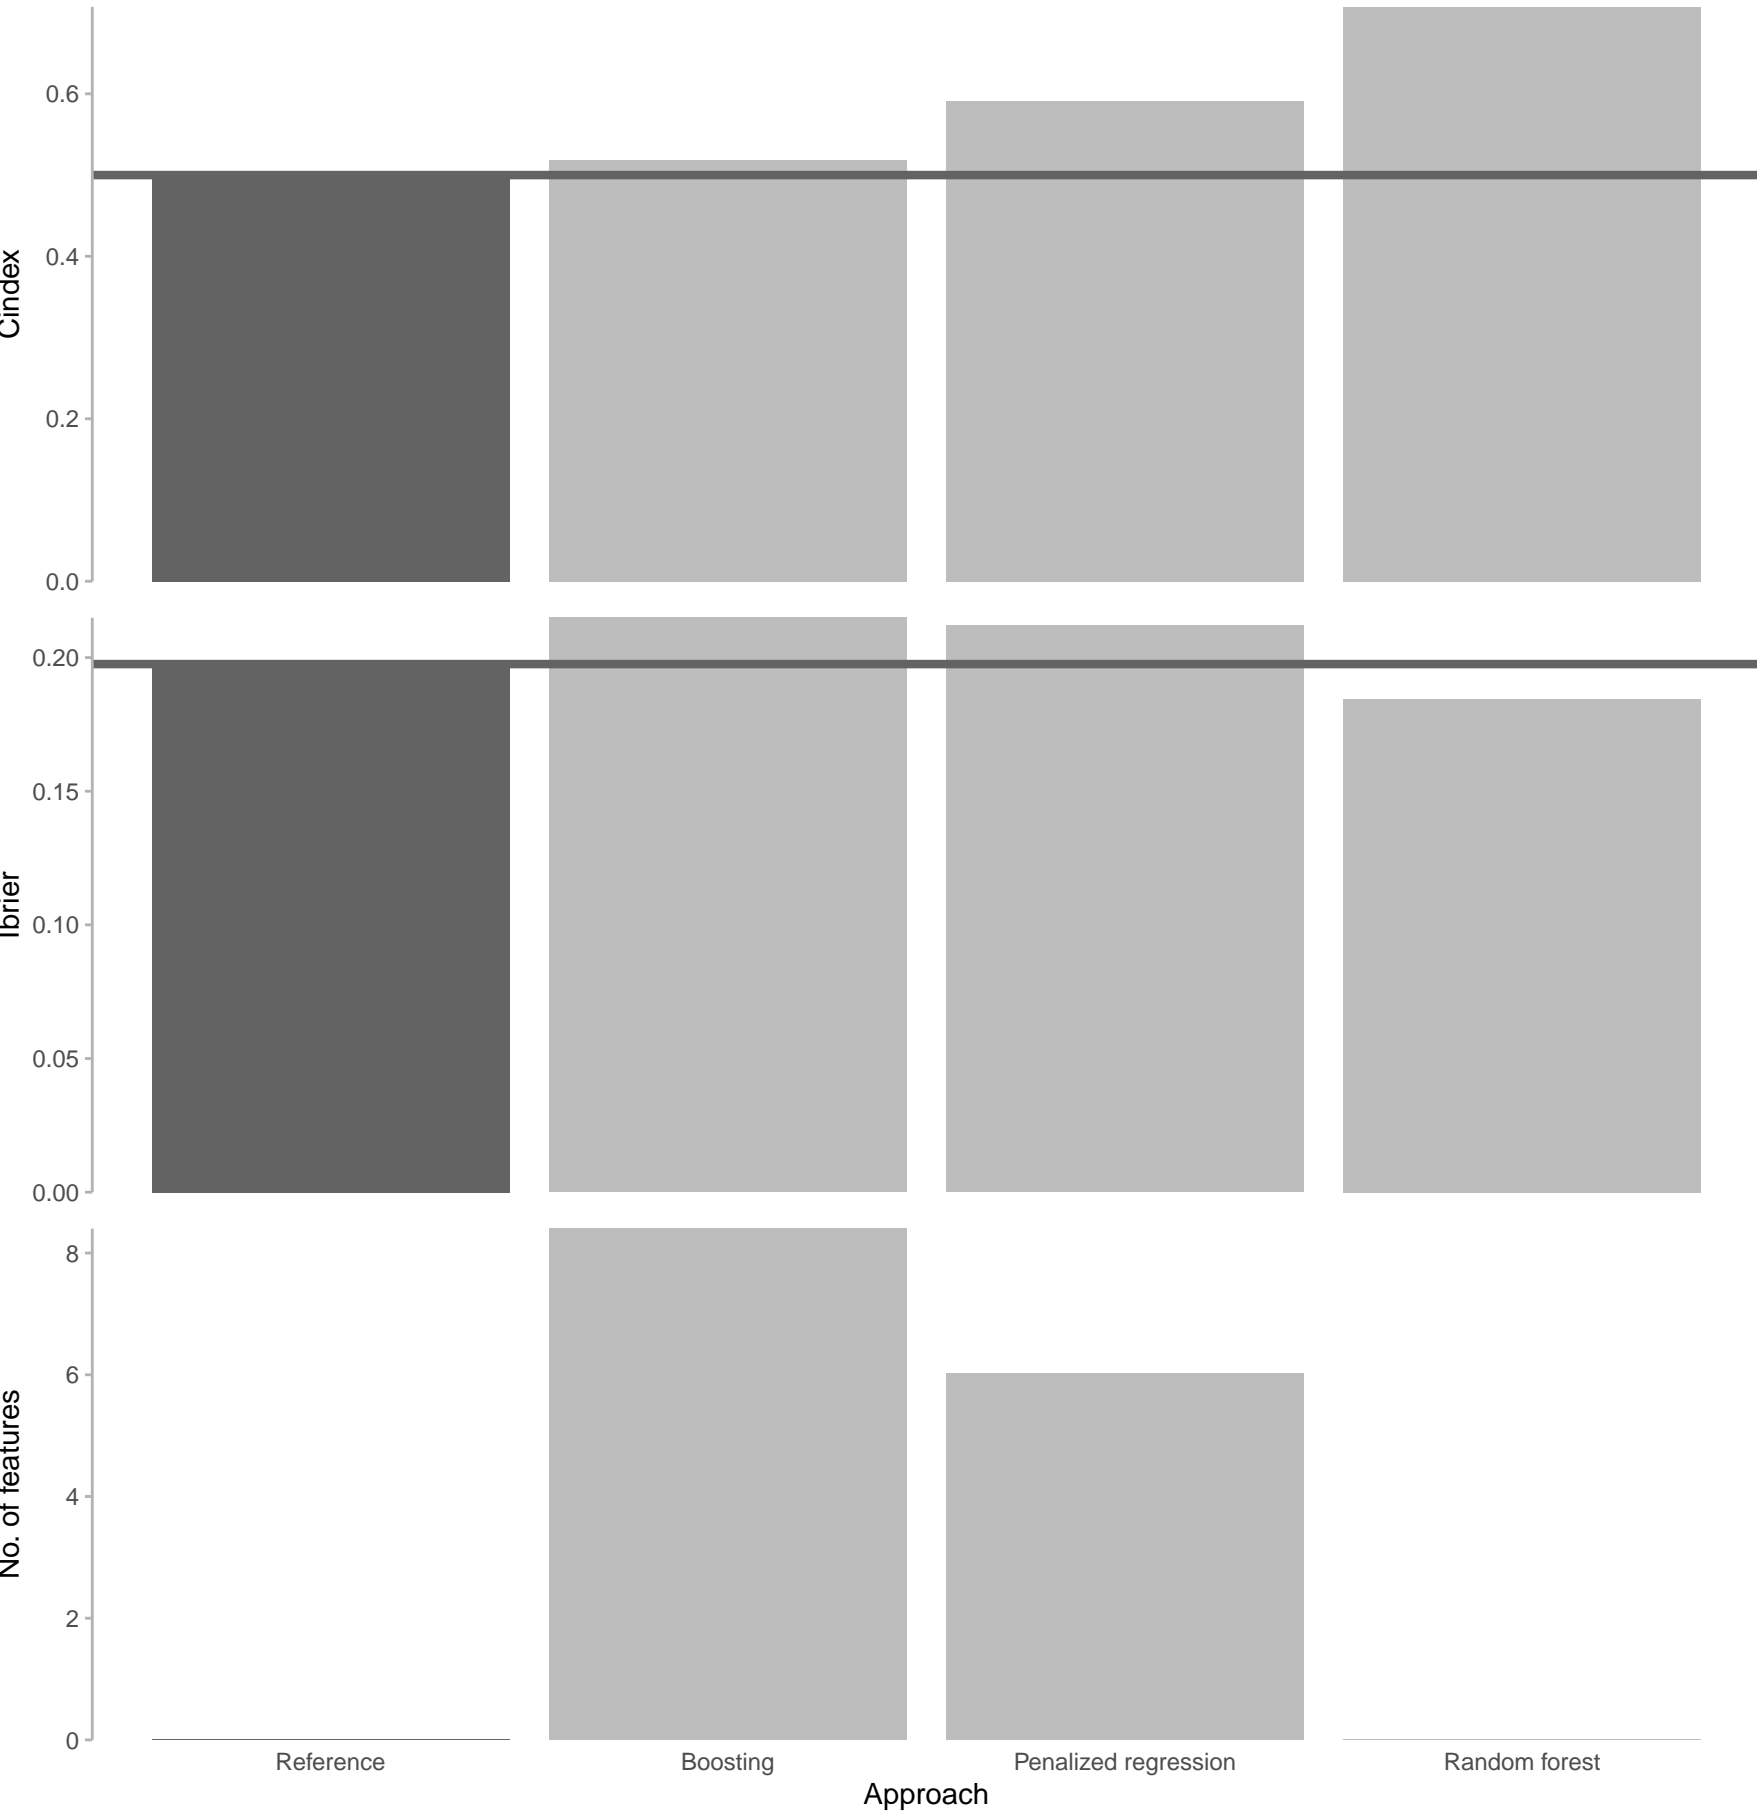 Cindex
0.6
0.4
0.2
0.0
Ibrier
0.20
0.15
0.10
0.05
0.00
No. of features
8
6
4
2
0
Reference Boosting Penalized regression Random forest
Approach